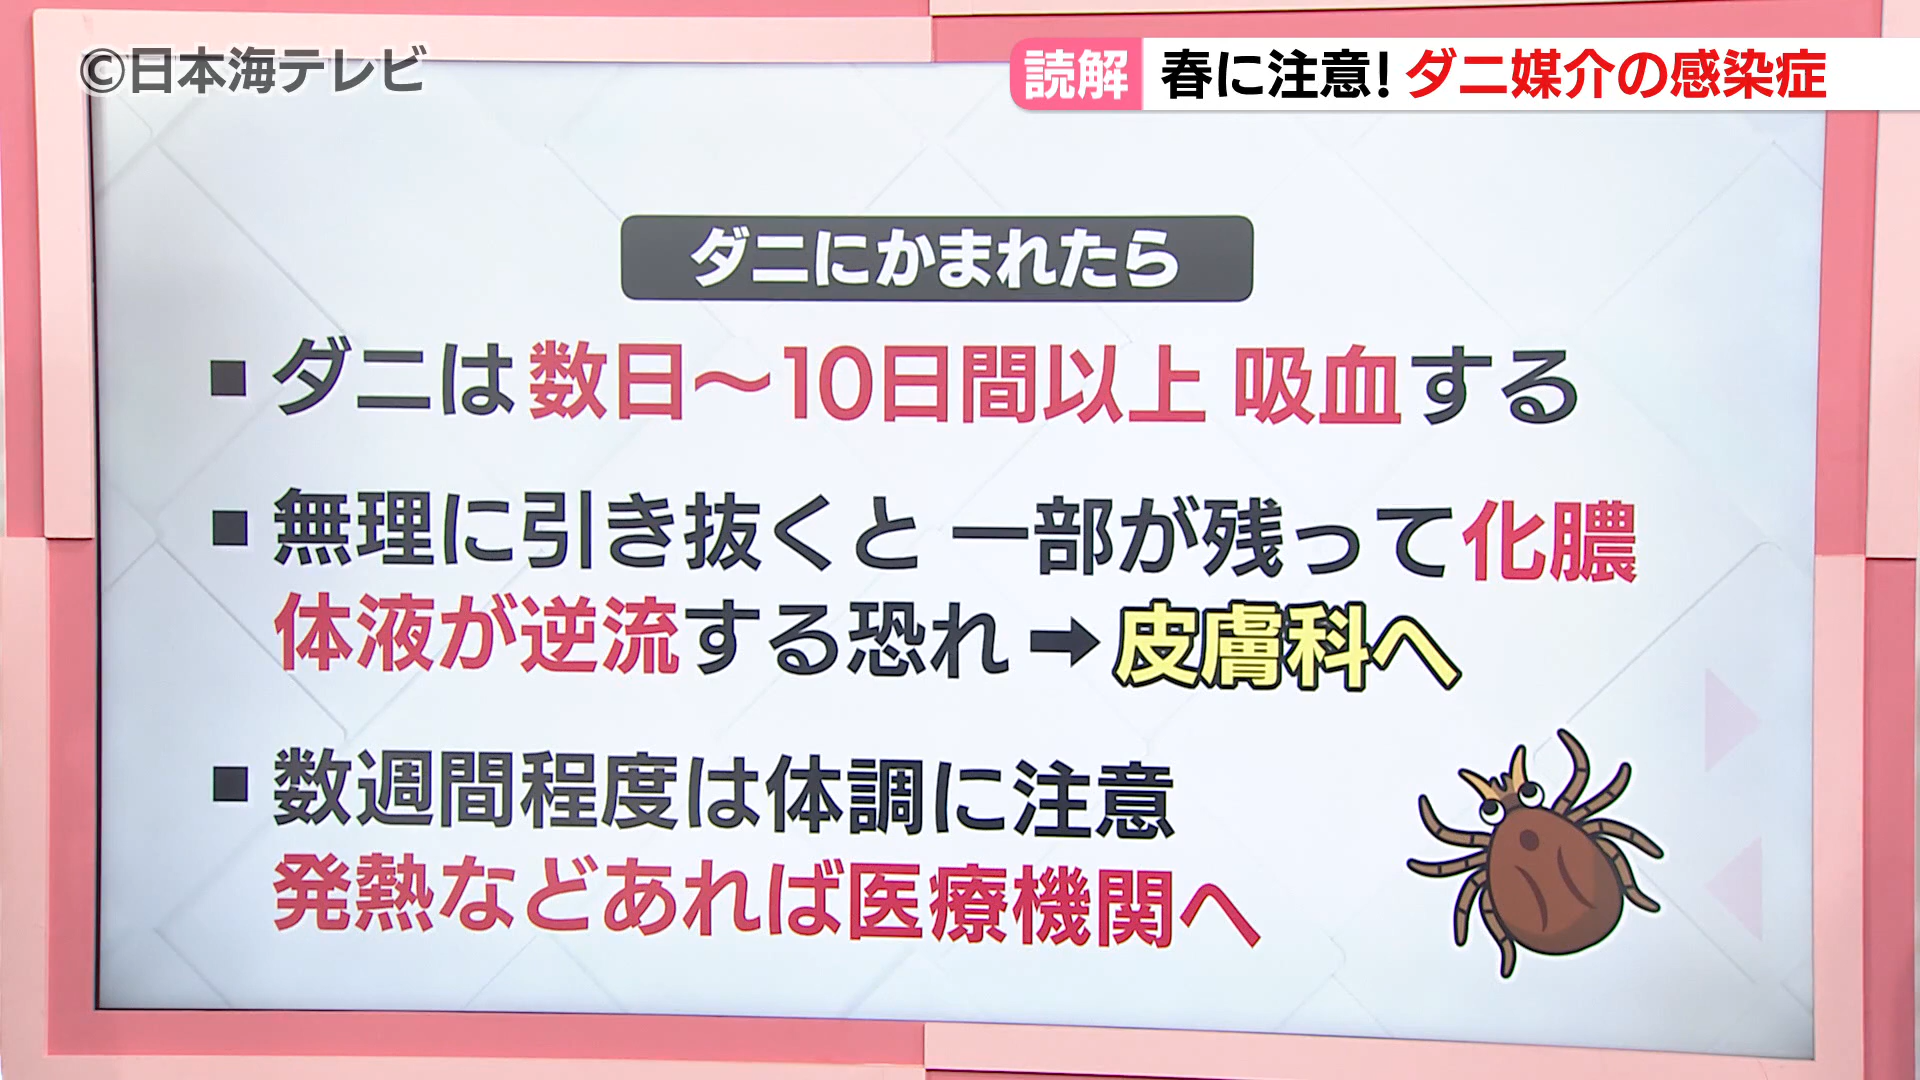 ©日本海テレビ
読解 春に注意！ダニ媒介の感染症
ダニにかまれたら
■ダニは数日〜10日間以上 吸血する
■無理に引き抜くと 一部が残って化膿
体液が逆流する恐れ➡皮膚科へ
■数週間程度は体調に注意
発熱などあれば医療機関へ